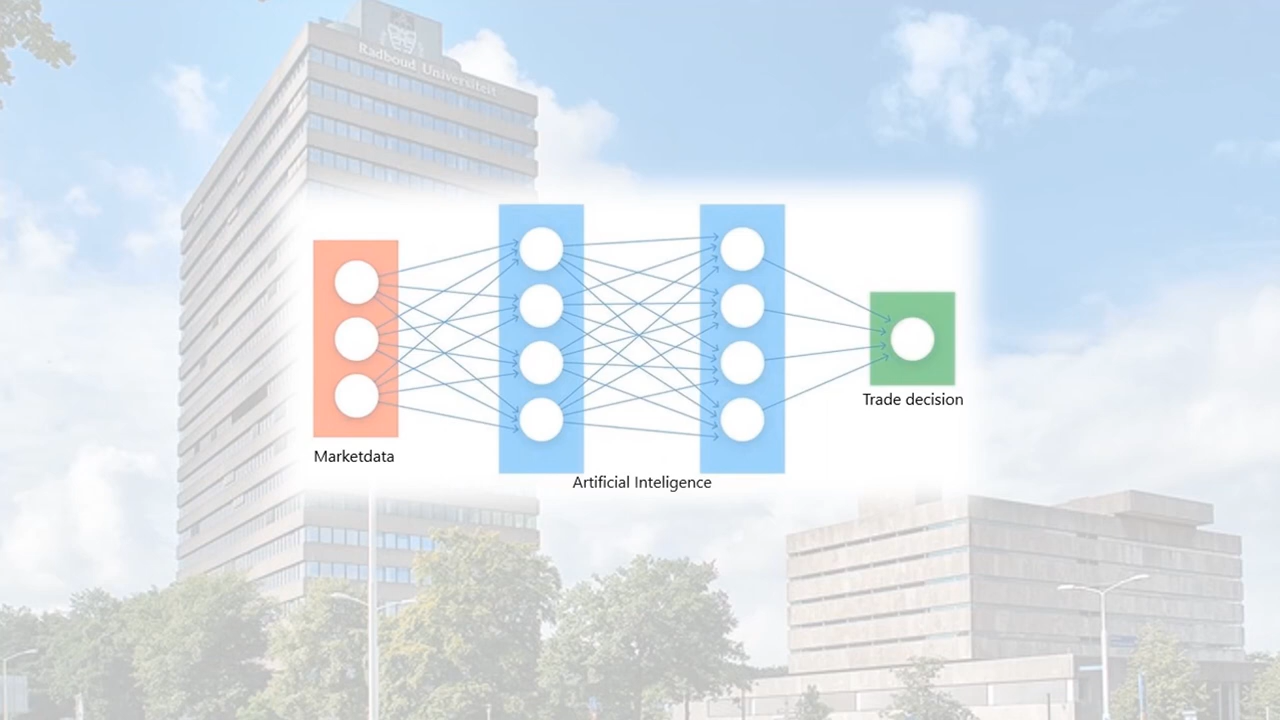 Radboud Universiteit
Marketdata
Artificial Inteligence
Trade decision